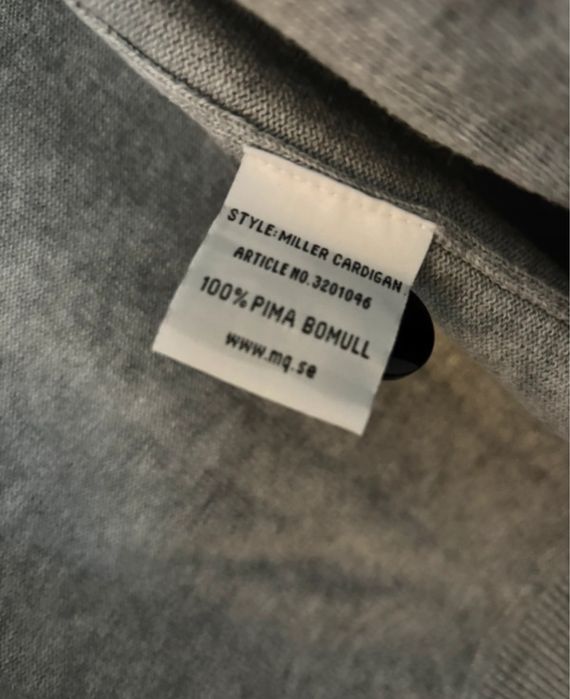 STYLE:MILLER CARDIGAN
ARTICLE NO.3201046
100% PIMA BOMULL
www.mq.se